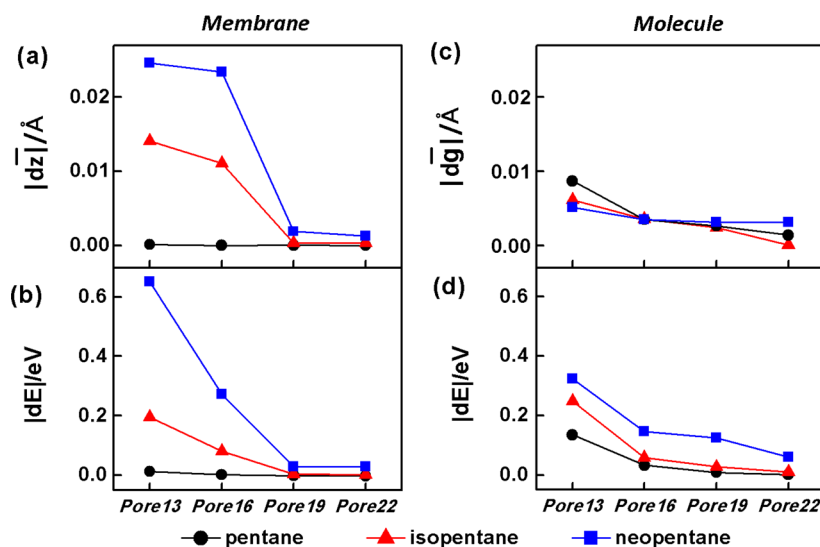 Membrane
Molecule
(a)
(c)
|dz̄|/Å
0.02
0.01
0.00
|dḡ|/Å
0.02
0.01
0.00
(b)
(d)
|dE|/eV
0.6
0.4
0.2
0.0
|dE|/eV
0.6
0.4
0.2
0.0
Pore13 Pore16 Pore19 Pore22
Pore13 Pore16 Pore19 Pore22
pentane isopentane neopentane